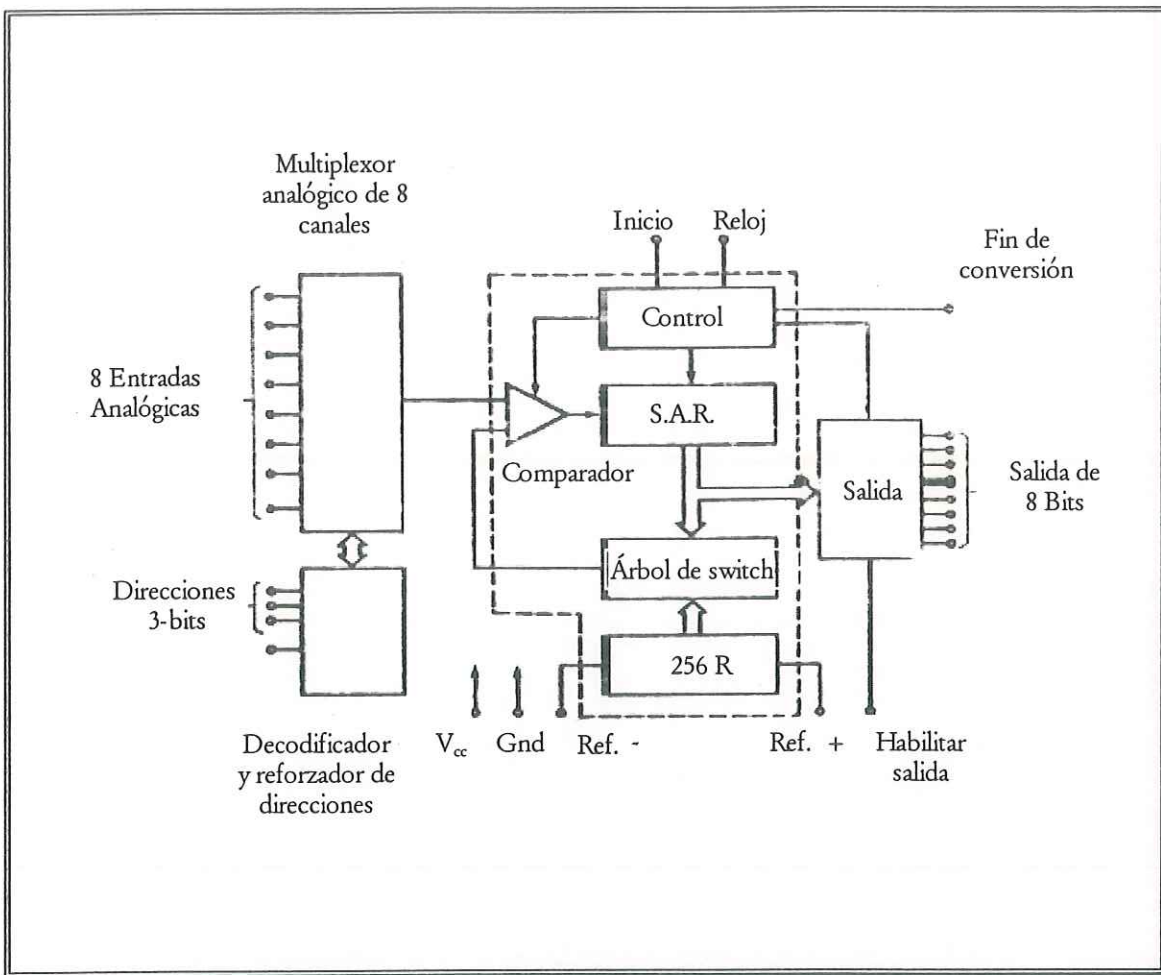 Multiplexor
analógico de 8
canales
Inicio
Reloj
Fin de
conversión
Control
8 Entradas
Analógicas
S.A.R.
Comparador
Salida
Salida de
8 Bits
Árbol de switch
Direcciones
3-bits
256 R
Decodificador
y reforzador de
direcciones
Vcc
Gnd
Ref. -
Ref. +
Habilitar
salida